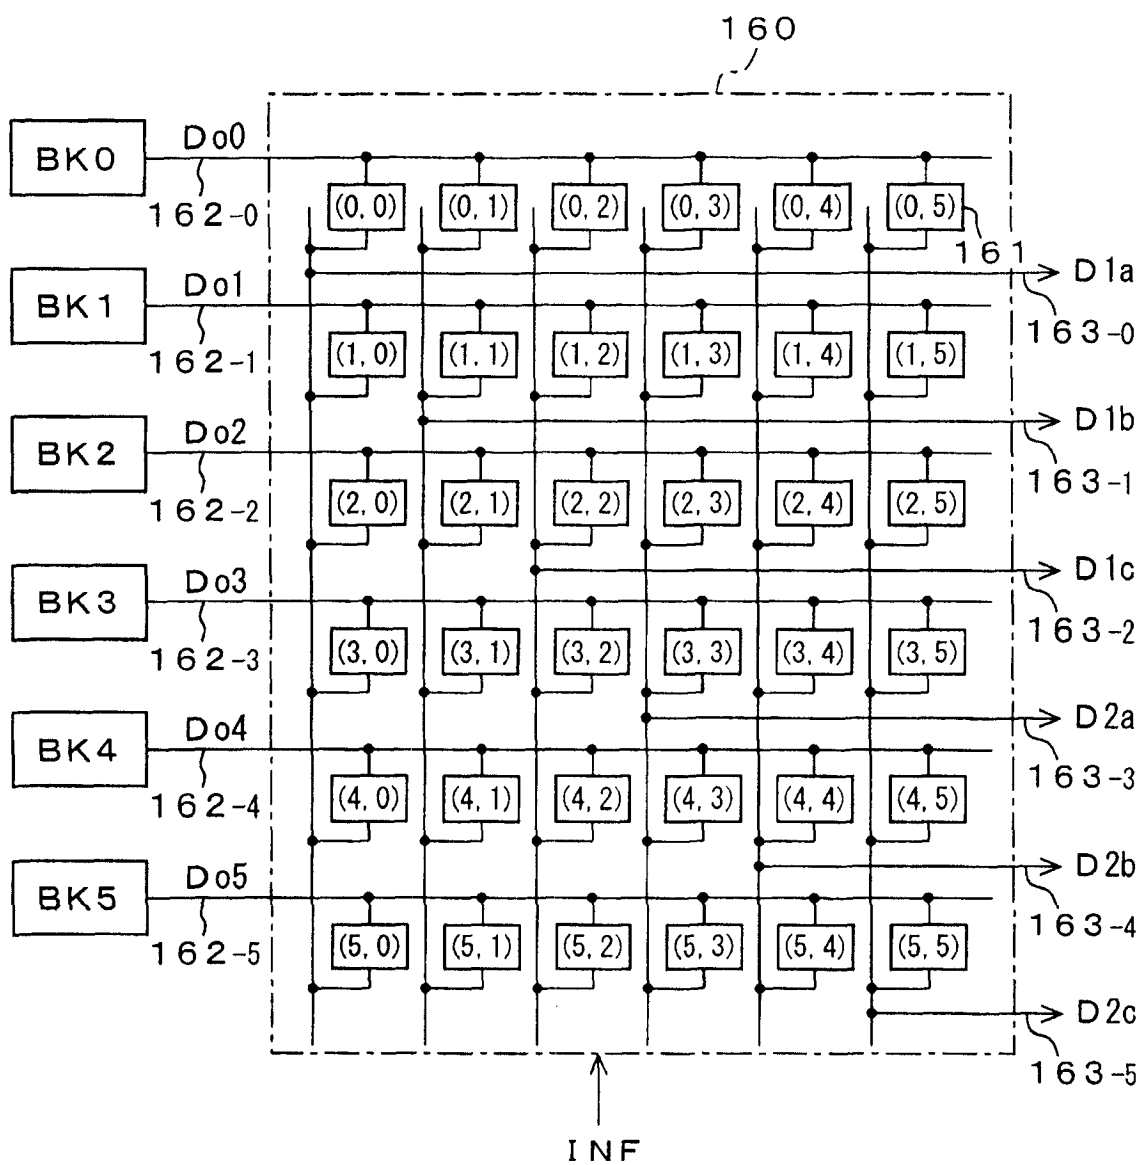 160
BK0 Do0
162-0 (0, 0) (0, 1) (0, 2) (0, 3) (0, 4) (0, 5)
161
D1a
BK1 Do1
163-0
162-1 (1, 0) (1, 1) (1, 2) (1, 3) (1, 4) (1, 5)
D1b
BK2 Do2
163-1
162-2 (2, 0) (2, 1) (2, 2) (2, 3) (2, 4) (2, 5)
D1c
BK3 Do3
163-2
162-3 (3, 0) (3, 1) (3, 2) (3, 3) (3, 4) (3, 5)
D2a
BK4 Do4
163-3
162-4 (4, 0) (4, 1) (4, 2) (4, 3) (4, 4) (4, 5)
D2b
BK5 Do5
163-4
162-5 (5, 0) (5, 1) (5, 2) (5, 3) (5, 4) (5, 5)
D2c
163-5
INF